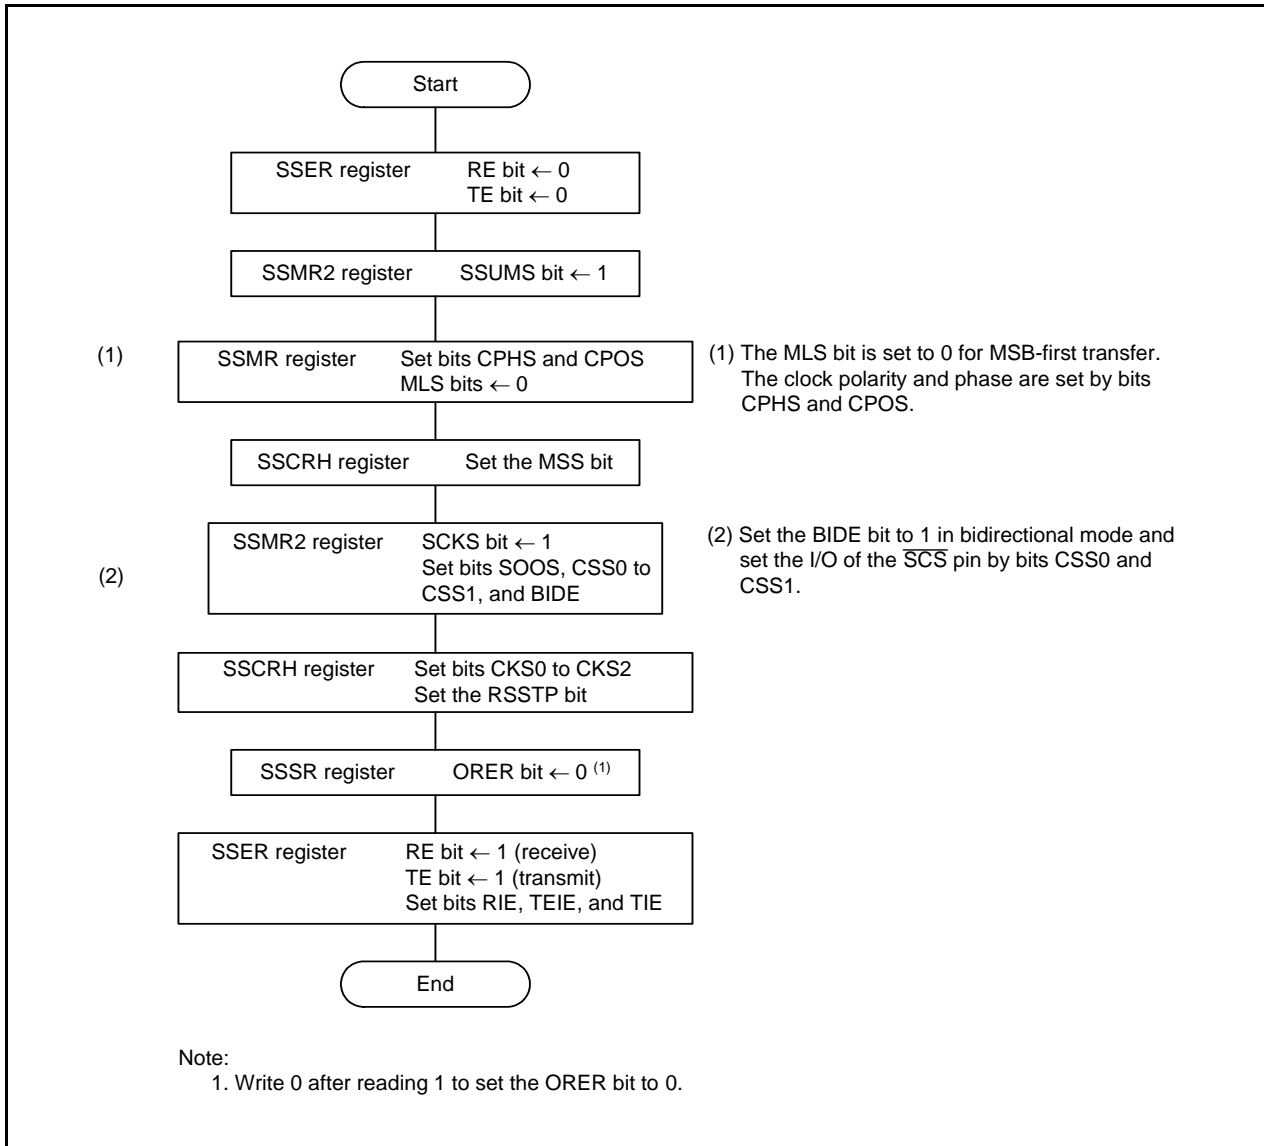 Start
SSER register RE bit ← 0
TE bit ← 0
SSMR2 register SSUMS bit ← 1
(1)
SSMR register Set bits CPHS and CPOS
MLS bits ← 0
(1) The MLS bit is set to 0 for MSB-first transfer.
The clock polarity and phase are set by bits
CPHS and CPOS.
SSCRH register Set the MSS bit
(2)
SSMR2 register SCKS bit ← 1
Set bits SOOS, CSS0 to
CSS1, and BIDE
(2) Set the BIDE bit to 1 in bidirectional mode and
set the I/O of the S̅C̅S̅ pin by bits CSS0 and
CSS1.
SSCRH register Set bits CKS0 to CKS2
Set the RSSTP bit
SSSR register ORER bit ← 0 (1)
SSER register RE bit ← 1 (receive)
TE bit ← 1 (transmit)
Set bits RIE, TEIE, and TIE
End
Note:
1. Write 0 after reading 1 to set the ORER bit to 0.